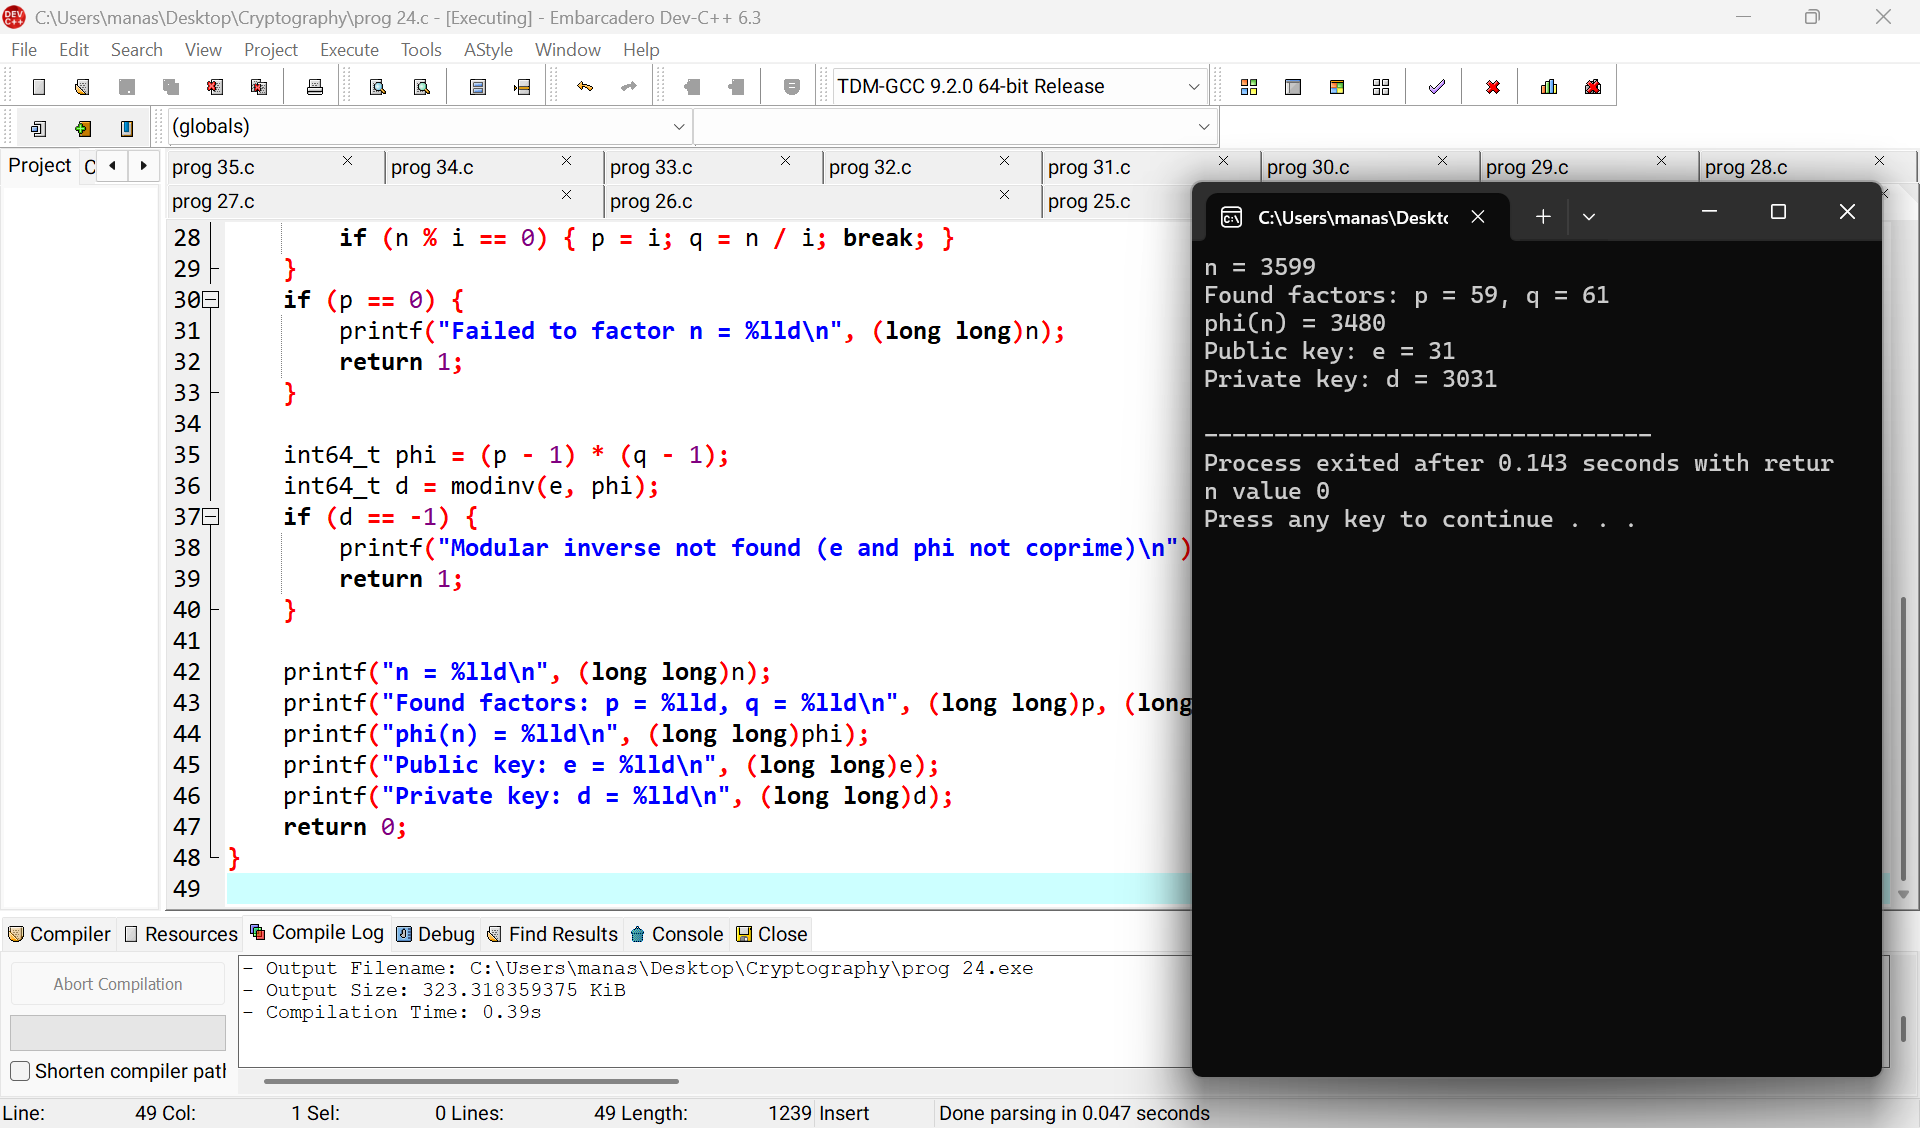 C:\Users\manas\Desktop\Cryptography\prog 24.c - [Executing] - Embarcadero Dev-C++ 6.3
File Edit Search View Project Execute Tools AStyle Window Help
TDM-GCC 9.2.0 64-bit Release
(globals)
Project
prog 35.c prog 34.c prog 33.c prog 32.c prog 31.c prog 30.c prog 29.c prog 28.c
prog 27.c prog 26.c prog 25.c
28 if (n % i == 0) { p = i; q = n / i; break; }
29 }
30 if (p == 0) {
31 printf("Failed to factor n = %lld\n", (long long)n);
32 return 1;
33 }
34
35 int64_t phi = (p - 1) * (q - 1);
36 int64_t d = modinv(e, phi);
37 if (d == -1) {
38 printf("Modular inverse not found (e and phi not coprime)\n")
39 return 1;
40 }
41
42 printf("n = %lld\n", (long long)n);
43 printf("Found factors: p = %lld, q = %lld\n", (long long)p, (long
44 printf("phi(n) = %lld\n", (long long)phi);
45 printf("Public key: e = %lld\n", (long long)e);
46 printf("Private key: d = %lld\n", (long long)d);
47 return 0;
48 }
49
C:\Users\manas\Deskt
n = 3599
Found factors: p = 59, q = 61
phi(n) = 3480
Public key: e = 31
Private key: d = 3031
--------------------------------
Process exited after 0.143 seconds with retur
n value 0
Press any key to continue . . .
Compiler Resources Compile Log Debug Find Results Console Close
Abort Compilation
Shorten compiler pat
- Output Filename: C:\Users\manas\Desktop\Cryptography\prog 24.exe
- Output Size: 323.318359375 KiB
- Compilation Time: 0.39s
Line: 49 Col: 1 Sel: 0 Lines: 49 Length: 1239 Insert Done parsing in 0.047 seconds